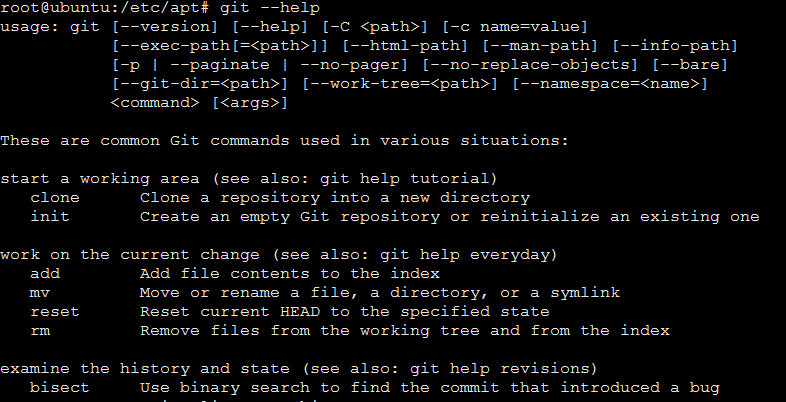 root@ubuntu:/etc/apt# git --help
usage: git [--version] [--help] [-C <path>] [-c name=value]
           [--exec-path[=<path>]] [--html-path] [--man-path] [--info-path]
           [-p | --paginate | --no-pager] [--no-replace-objects] [--bare]
           [--git-dir=<path>] [--work-tree=<path>] [--namespace=<name>]
           <command> [<args>]

These are common Git commands used in various situations:

start a working area (see also: git help tutorial)
   clone      Clone a repository into a new directory
   init       Create an empty Git repository or reinitialize an existing one

work on the current change (see also: git help everyday)
   add        Add file contents to the index
   mv         Move or rename a file, a directory, or a symlink
   reset      Reset current HEAD to the specified state
   rm         Remove files from the working tree and from the index

examine the history and state (see also: git help revisions)
   bisect     Use binary search to find the commit that introduced a bug